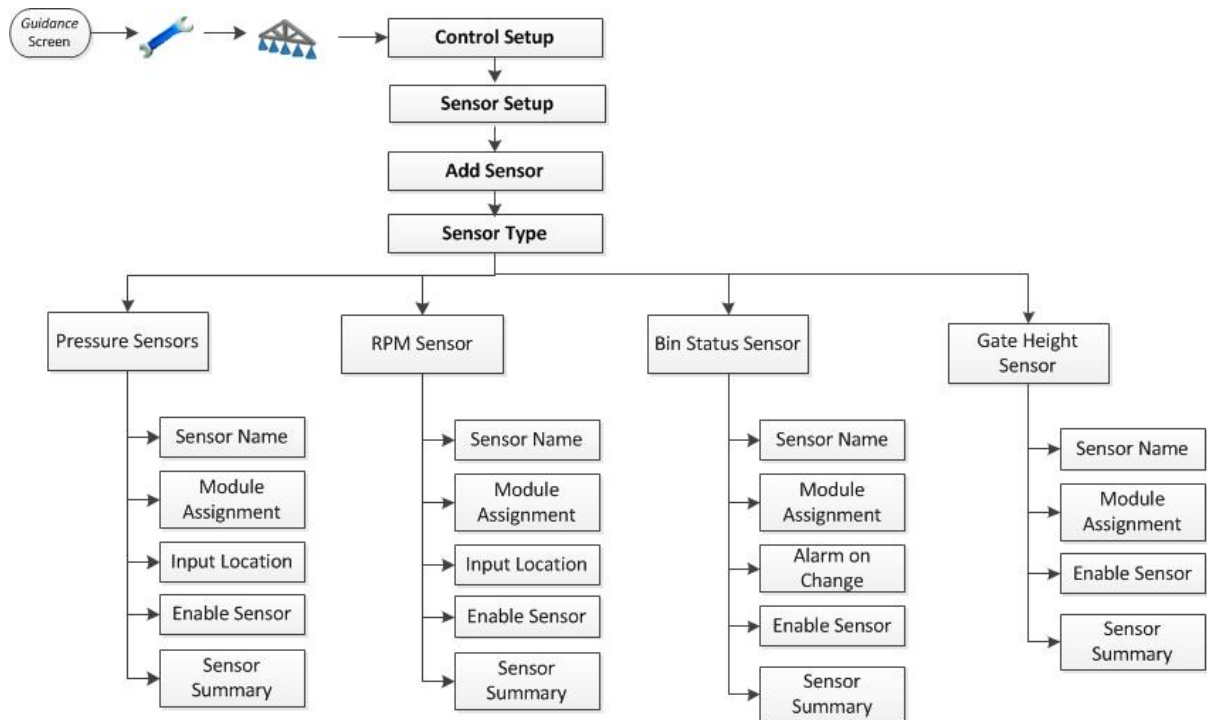 Guidance
Screen
Control Setup
Sensor Setup
Add Sensor
Sensor Type
Pressure Sensors
Sensor Name
Module
Assignment
Input Location
Enable Sensor
Sensor
Summary
RPM Sensor
Sensor Name
Module
Assignment
Input Location
Enable Sensor
Sensor
Summary
Bin Status Sensor
Sensor Name
Module
Assignment
Alarm on
Change
Enable Sensor
Sensor
Summary
Gate Height
Sensor
Sensor Name
Module
Assignment
Enable Sensor
Sensor
Summary